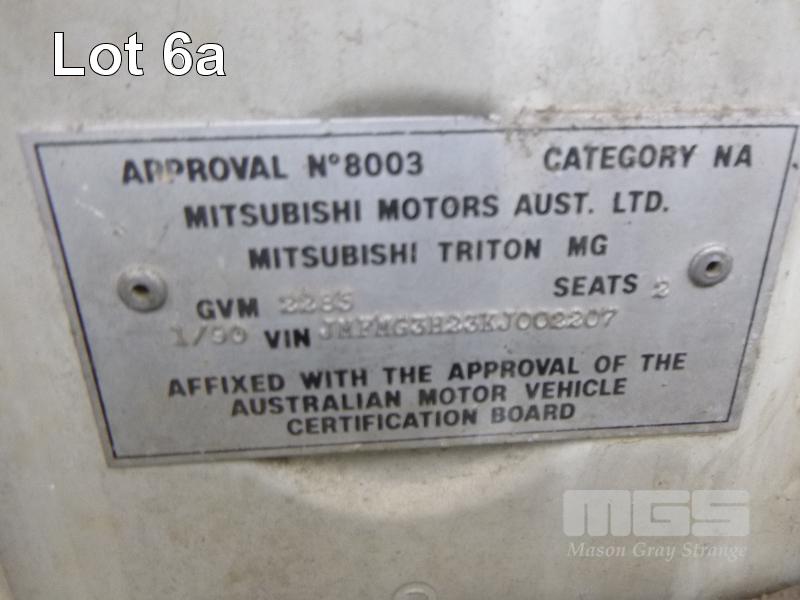 Lot 6a
APPROVAL Nº 8003 CATEGORY NA
MITSUBISHI MOTORS AUST. LTD.
MITSUBISHI TRITON MG
GVM 2285 SEATS 2
1/90 VIN JMFMG3H23KJ002207
AFFIXED WITH THE APPROVAL OF THE
AUSTRALIAN MOTOR VEHICLE
CERTIFICATION BOARD
MGS
Mason Gray Strange